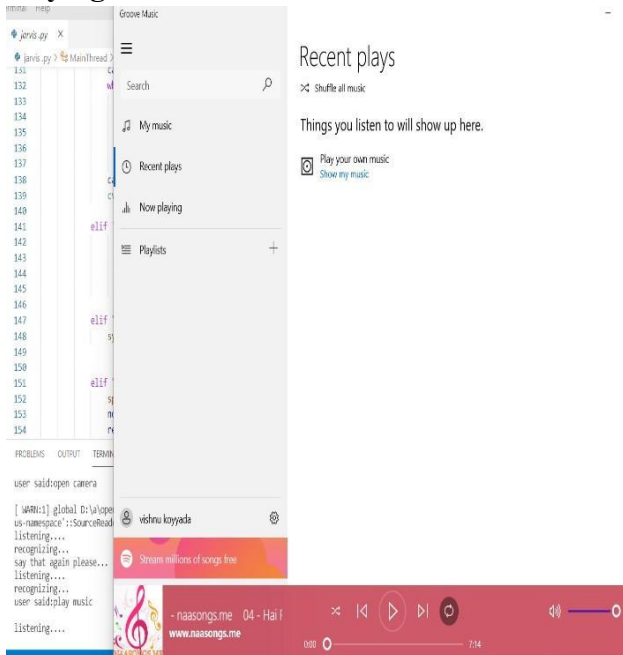 Help
Groove Music
jarvis.py X
jarvis.py > MainThread >
131
132
133
134
135
136
137
138
139
140
141 elif
142
143
144
145
146
147 elif
148
149
150
151 elif
152
153
154
PROBLEMS OUTPUT
user said:open camera
[ WARN:1] global
listening....
recognizing...
say that again please...
listening....
recognizing...
user said:play music
listening....
Search
My music
Recent plays
Now playing
Playlists
vishnu koyyada
Stream millions of songs free
Recent plays
Shuffle all music
Things you listen to will show up here.
Play your own music
Show my music
- naasongs.me 04 - Hai
www.naasongs.me
0:00
7:14